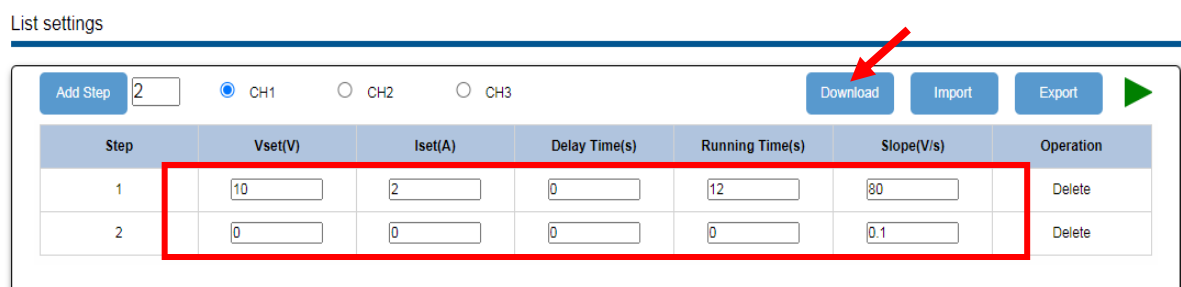 List settings
Add Step 2 CH1 CH2 CH3 Download Import Export
Step Vset(V) Iset(A) Delay Time(s) Running Time(s) Slope(V/s) Operation
1 10 2 0 12 80 Delete
2 0 0 0 0 0.1 Delete